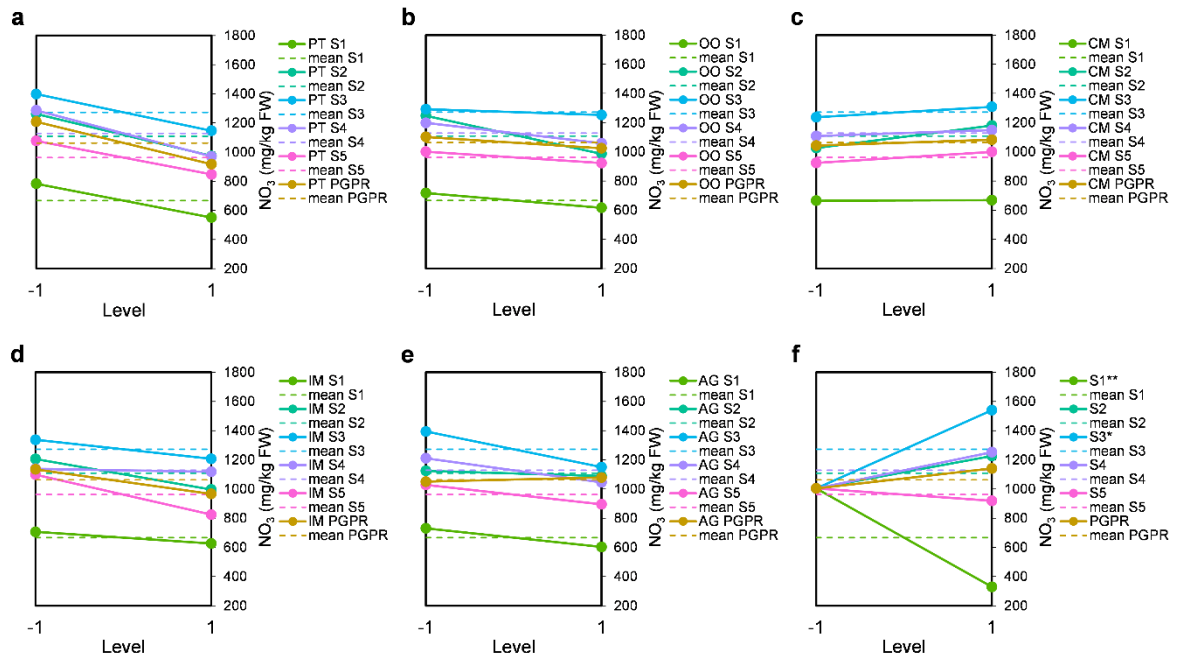 a
1800
1600
1400
1200
1000
800
600
400
200
NO3 (mg/kg FW)
-1
1
Level
PT S1
mean S1
PT S2
mean S2
PT S3
mean S3
PT S4
mean S4
PT S5
mean S5
PT PGPR
mean PGPR
b
1800
1600
1400
1200
1000
800
600
400
200
NO3 (mg/kg FW)
-1
1
Level
OO S1
mean S1
OO S2
mean S2
OO S3
mean S3
OO S4
mean S4
OO S5
mean S5
OO PGPR
mean PGPR
c
1800
1600
1400
1200
1000
800
600
400
200
NO3 (mg/kg FW)
-1
1
Level
CM S1
mean S1
CM S2
mean S2
CM S3
mean S3
CM S4
mean S4
CM S5
mean S5
CM PGPR
mean PGPR
d
1800
1600
1400
1200
1000
800
600
400
200
NO3 (mg/kg FW)
-1
1
Level
IM S1
mean S1
IM S2
mean S2
IM S3
mean S3
IM S4
mean S4
IM S5
mean S5
IM PGPR
mean PGPR
e
1800
1600
1400
1200
1000
800
600
400
200
NO3 (mg/kg FW)
-1
1
Level
AG S1
mean S1
AG S2
mean S2
AG S3
mean S3
AG S4
mean S4
AG S5
mean S5
AG PGPR
mean PGPR
f
1800
1600
1400
1200
1000
800
600
400
200
NO3 (mg/kg FW)
-1
1
Level
S1**
mean S1
S2
mean S2
S3*
mean S3
S4
mean S4
S5
mean S5
PGPR
mean PGPR